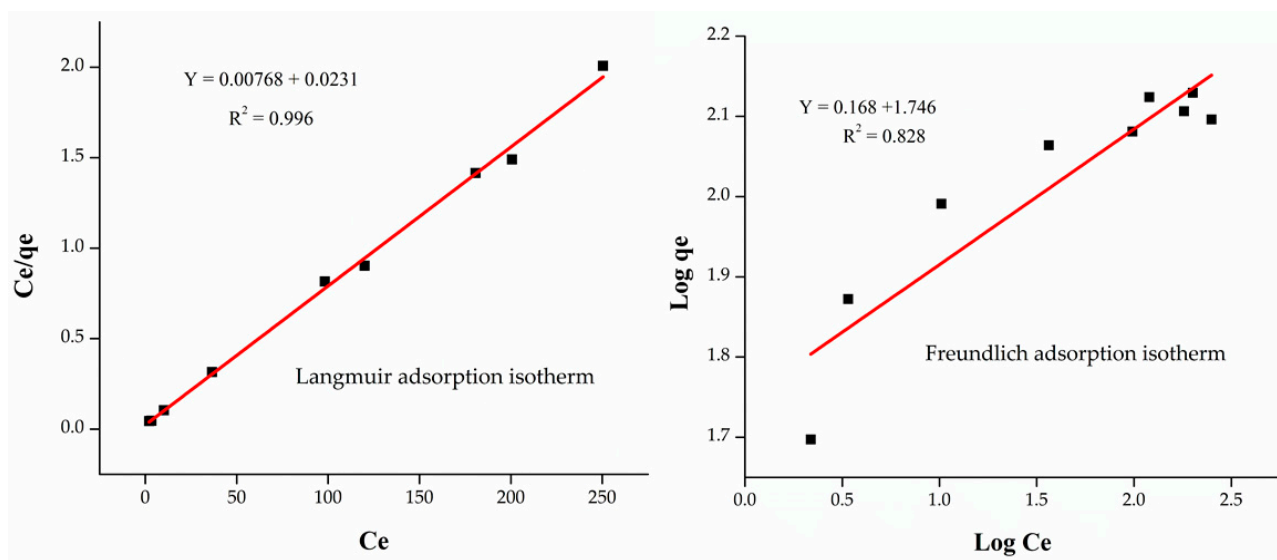 2.0
1.5
1.0
0.5
0.0
Ce/qe
Y = 0.00768 + 0.0231
R² = 0.996
Langmuir adsorption isotherm
0 50 100 150 200 250
Ce
2.2
2.1
2.0
1.9
1.8
1.7
Log qe
Y = 0.168 +1.746
R² = 0.828
Freundlich adsorption isotherm
0.0 0.5 1.0 1.5 2.0 2.5
Log Ce